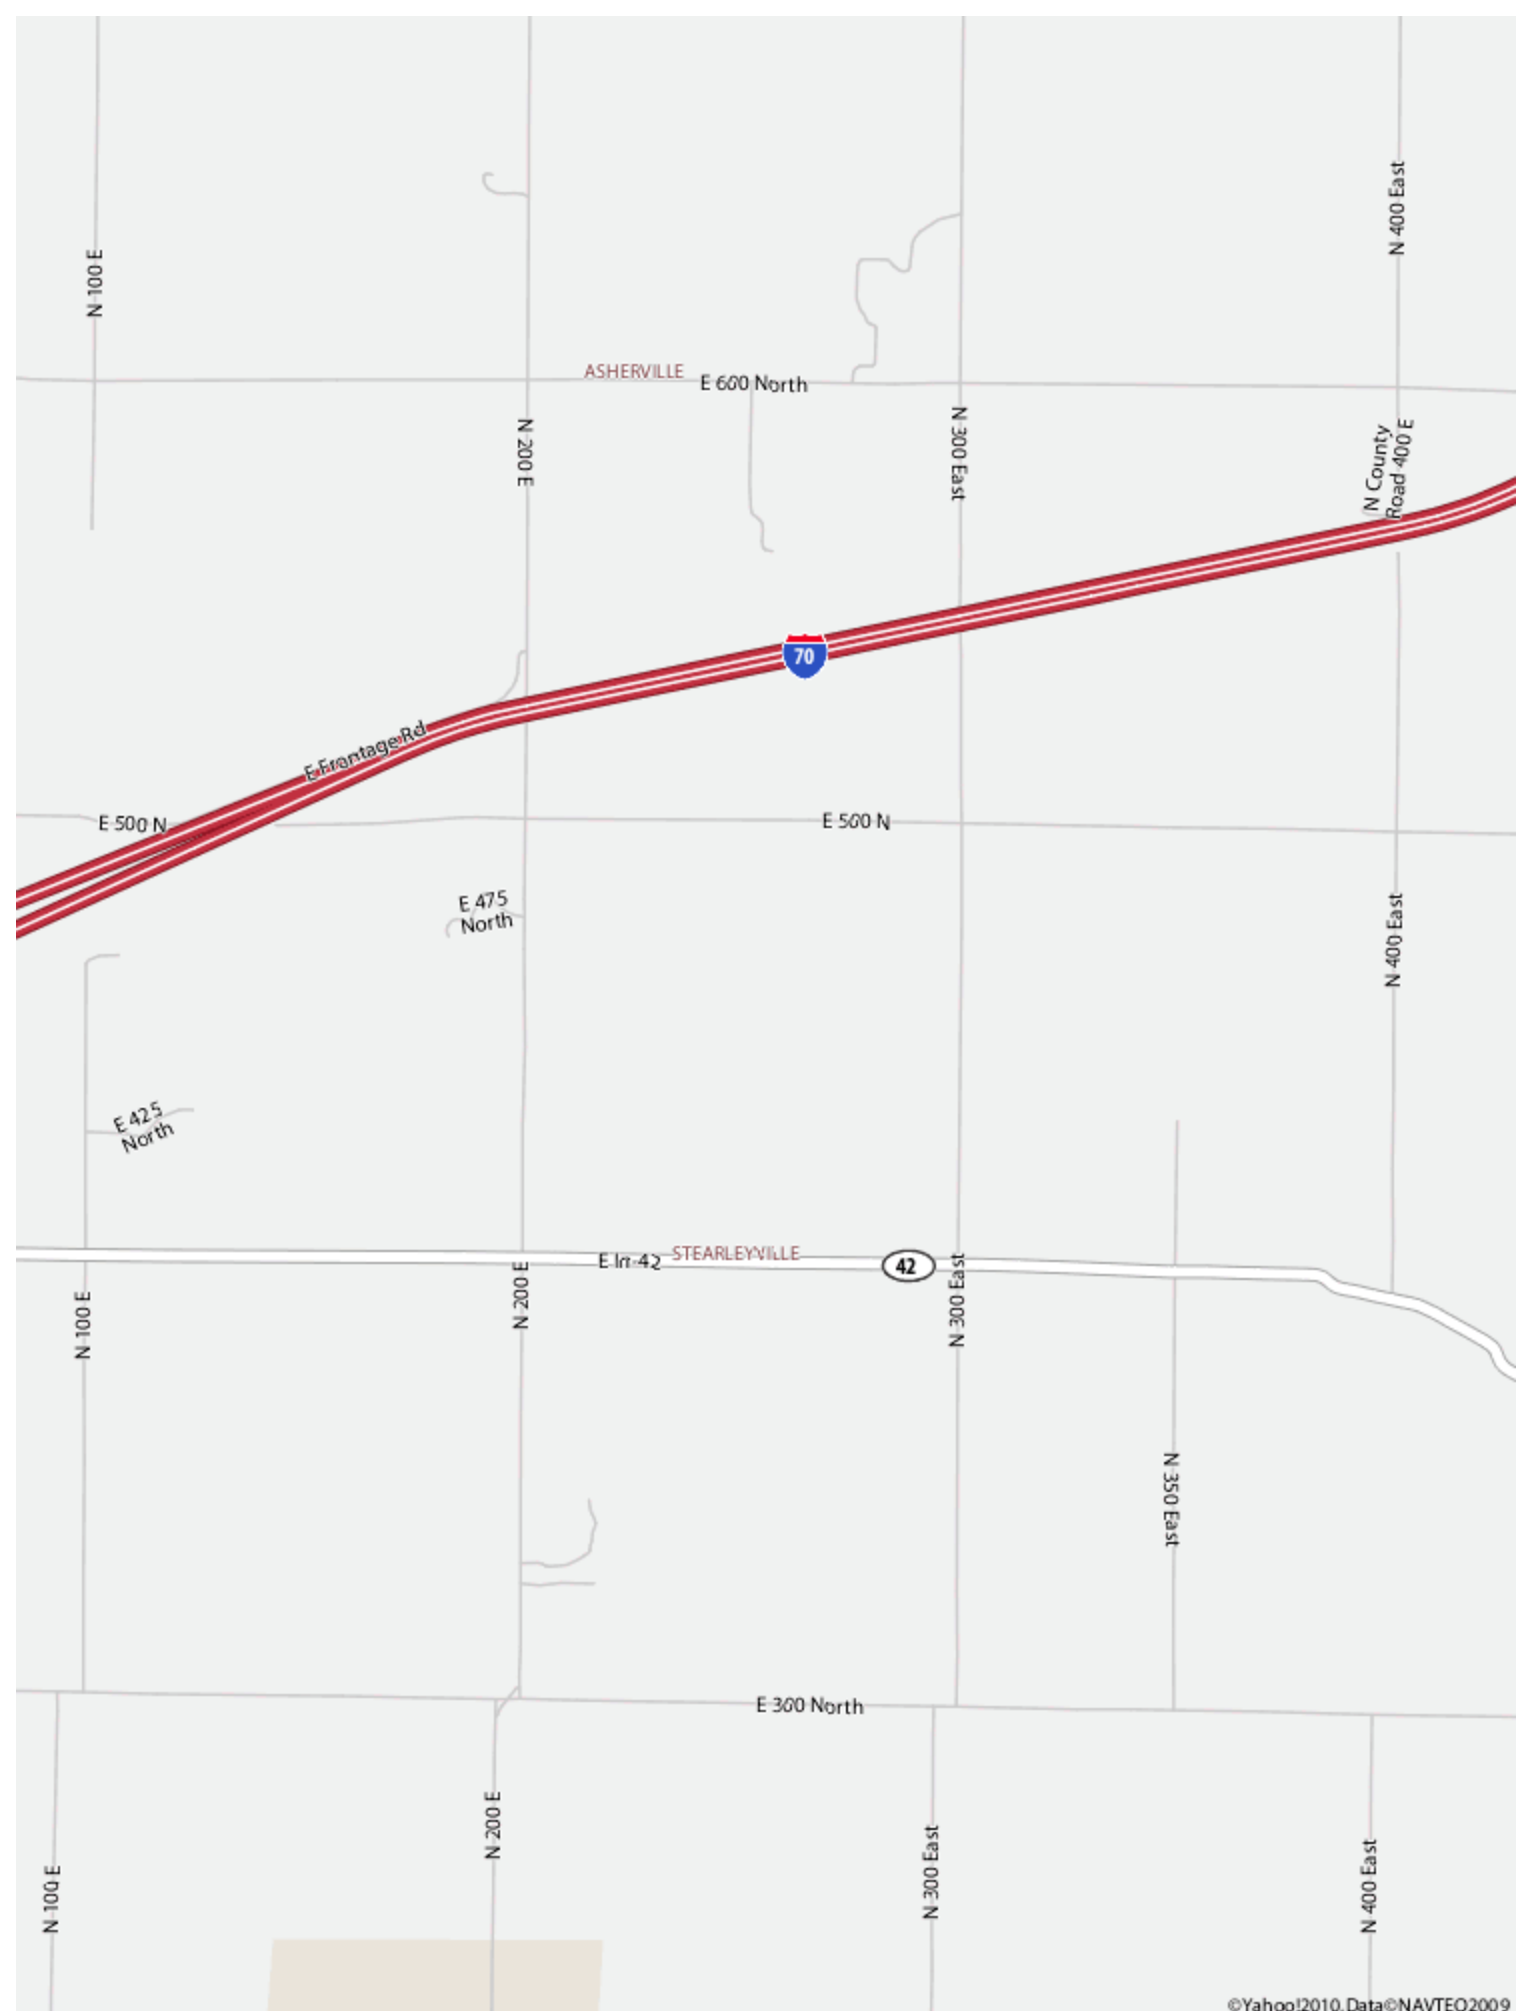 N 400 East
N 100 E
ASHERVILLE
E 600 North
N 200 E
N 300 East
N County
Road 400 E
70
E Frontage Rd
E 500 N
E 500 N
E 475
North
N 400 East
E 425
North
STEARLEYVILLE
42
N 100 E
N 200 E
N 300 East
N 350 East
E 300 North
N 200 E
N 300 East
N 100 E
N 400 East
©Yahoo!2010, Data©NAVTEQ2009